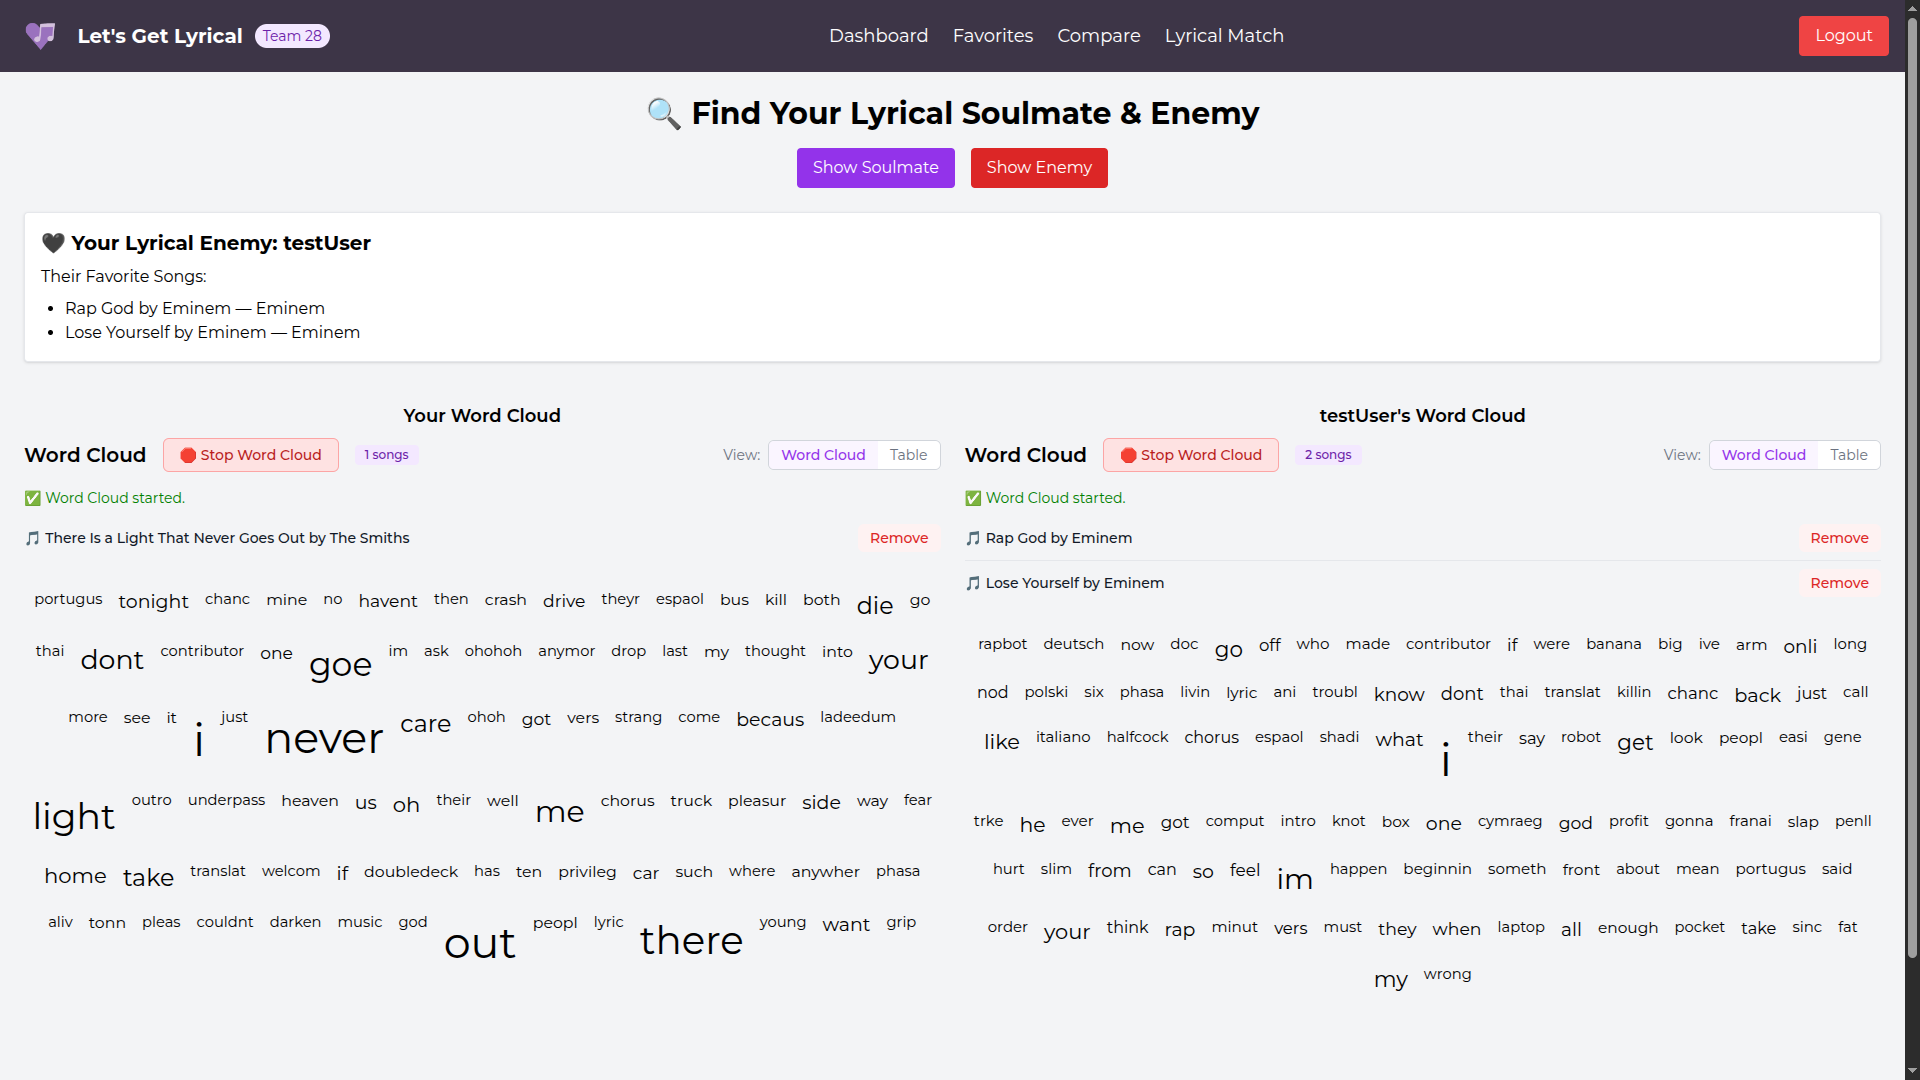 Let's Get Lyrical Team 28 Dashboard Favorites Compare Lyrical Match Logout
🔍 Find Your Lyrical Soulmate & Enemy
Show Soulmate Show Enemy
🖤 Your Lyrical Enemy: testUser
Their Favorite Songs:
• Rap God by Eminem — Eminem
• Lose Yourself by Eminem — Eminem
Your Word Cloud
Word Cloud 🛑 Stop Word Cloud 1 songs View: Word Cloud Table
✅ Word Cloud started.
🎵 There Is a Light That Never Goes Out by The Smiths Remove
portugus tonight chanc mine no havent then crash drive theyr espaol bus kill both die go
thai dont contributor one goe im ask ohohoh anymor drop last my thought into your
more see it i just never care ohoh got vers strang come becaus ladeedum
light outro underpass heaven us oh their well me chorus truck pleasur side way fear
home take translat welcom if doubledeck has ten privileg car such where anywher phasa
aliv tonn pleas couldnt darken music god out peopl lyric there young want grip
testUser's Word Cloud
Word Cloud 🛑 Stop Word Cloud 2 songs View: Word Cloud Table
✅ Word Cloud started.
🎵 Rap God by Eminem Remove
🎵 Lose Yourself by Eminem Remove
rapbot deutsch now doc go off who made contributor if were banana big ive arm onli long
nod polski six phasa livin lyric ani troubl know dont thai translat killin chanc back just call
like italiano halfcock chorus espaol shadi what i their say robot get look peopl easi gene
trke he ever me got comput intro knot box one cymraeg god profit gonna franai slap penll
hurt slim from can so feel im happen beginnin someth front about mean portugus said
order your think rap minut vers must they when laptop all enough pocket take sinc fat
my wrong